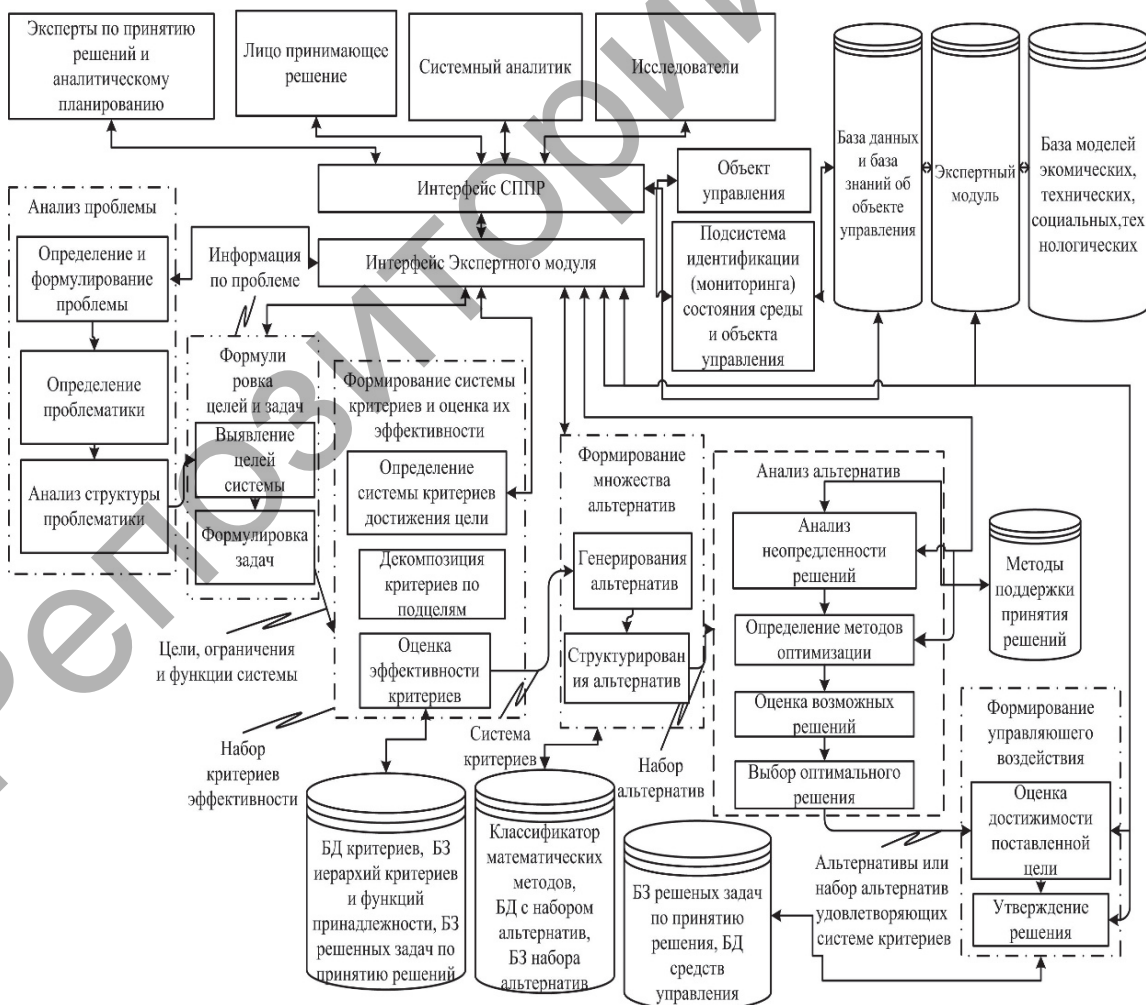 Эксперты по принятию
решений и
аналитическому
планированию
Лицо принимающее
решение
Системный аналитик
Исследователи
База данных
и база
знаний об
объекте
управления
Экспертный
модуль
База моделей
экомических,
технических,
социальных,тех
нологических
Интерфейс СППР
Объект
управления
Интерфейс Экспертного модуля
Подсистема
идентификации
(мониторинга)
состояния среды
и объекта
управления
Анализ проблемы
Определение и
формулирование
проблемы
Определение
проблематики
Анализ структуры
проблематики
Информация
по проблеме
Формули
ровка
целей и задач
Выявление
целей
системы
Формулировка
задач
Формирование системы
критериев и оценка их
эффективности
Определение
системы критериев
достижения цели
Декомпозиция
критериев по
подцелям
Оценка
эффективности
критериев
Формирование
множества
альтернатив
Генерирования
альтернатив
Структурирован
ия альтернатив
Анализ альтернатив
Анализ
неопредленности
решений
Определение методов
оптимизации
Оценка возможных
решений
Выбор оптимального
решения
Методы
поддержки
принятия
решений
Формирование
управляюшего
воздействия
Оценка
достижимости
поставленной
цели
Утверждение
решения
Цели, ограничения
и функции системы
Набор
критериев
эффективности
Система
критериев
Набор
альтернатив
Альтернативы или
набор альтернатив
удовлетворяющих
системе критериев
БД критериев, БЗ
иерархий критериев
и функций
принадлежности, БЗ
решенных задач по
принятию решений
Классификатор
математических
методов,
БД с набором
альтернатив,
БЗ набора
альтернатив
БЗ решеных задач
по принятию
решения, БД
средств
управления
Репозитори